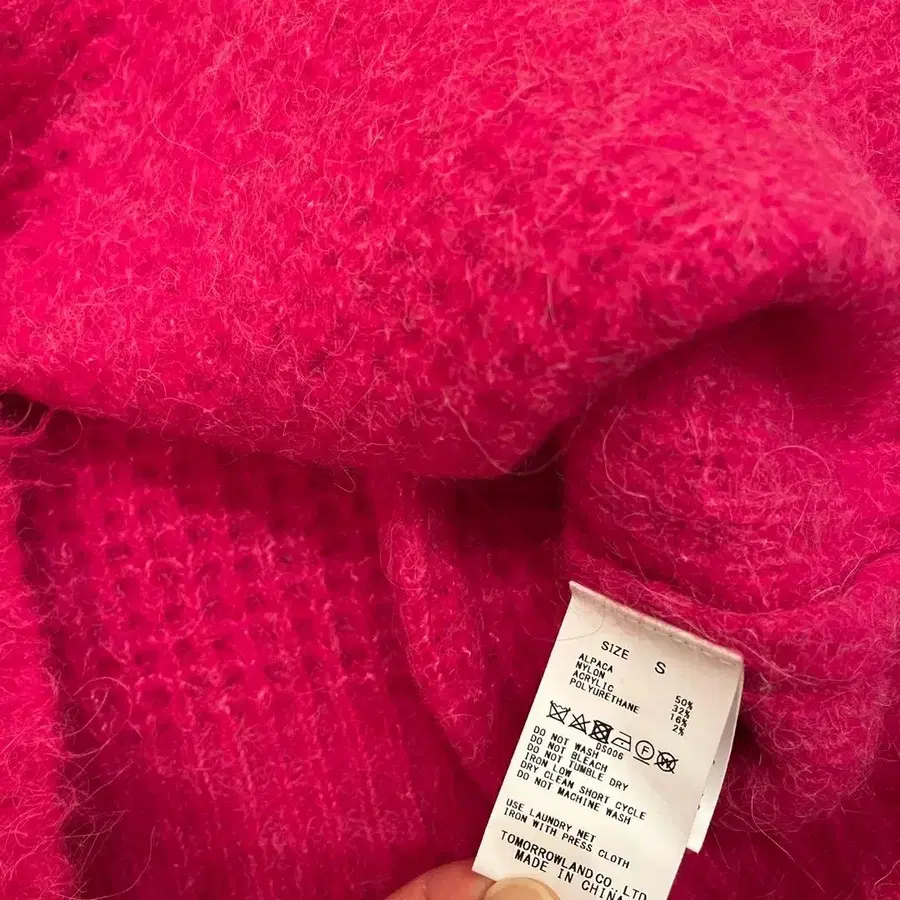 SIZE S
ALPACA 50%
NYLON 32%
ACRYLIC 16%
POLYURETHANE 2%
F W
DS006
DO NOT WASH
DO NOT BLEACH
DO NOT TUMBLE DRY
IRON LOW
DRY CLEAN SHORT CYCLE
DO NOT MACHINE WASH
USE LAUNDRY NET
IRON WITH PRESS CLOTH
TOMORROWLAND CO., LTD
MADE IN CHINA